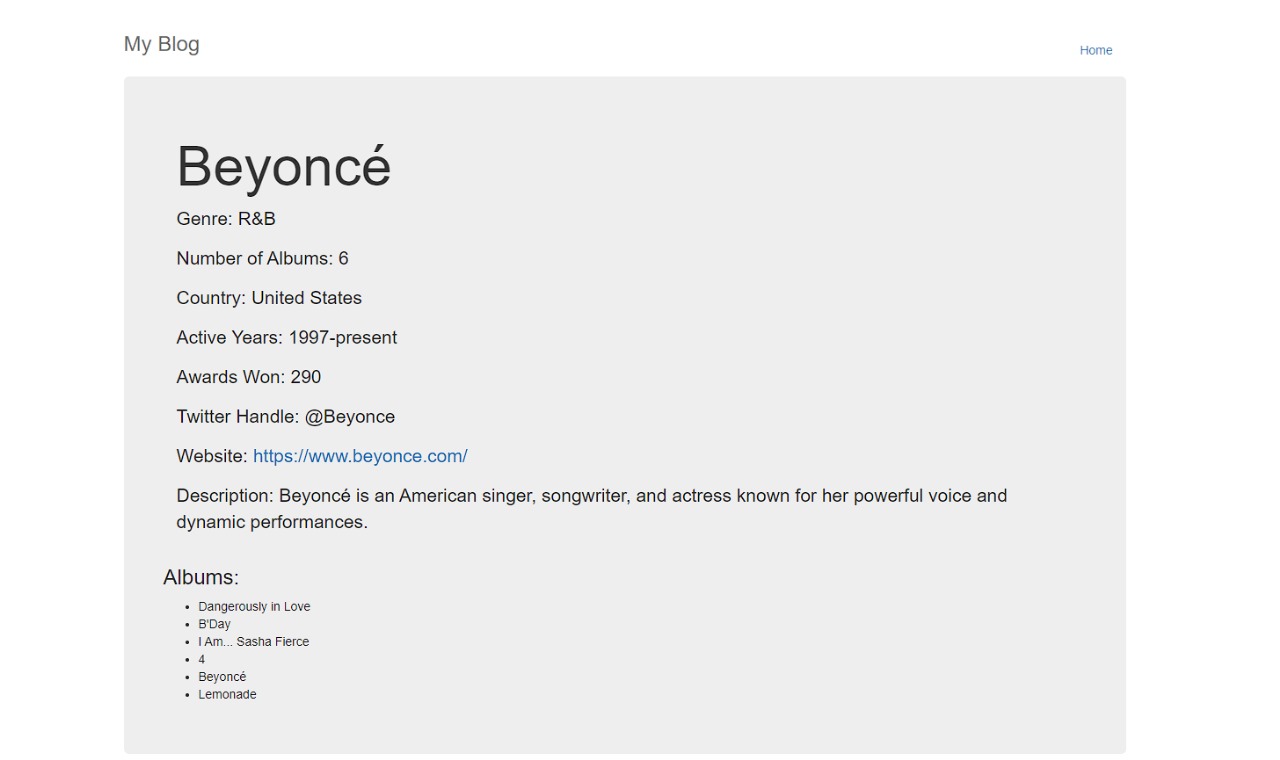 My Blog
Home
Beyoncé
Genre: R&B
Number of Albums: 6
Country: United States
Active Years: 1997-present
Awards Won: 290
Twitter Handle: @Beyonce
Website: https://www.beyonce.com/
Description: Beyoncé is an American singer, songwriter, and actress known for her powerful voice and
dynamic performances.
Albums:
• Dangerously in Love
• B'Day
• I Am... Sasha Fierce
• 4
• Beyoncé
• Lemonade